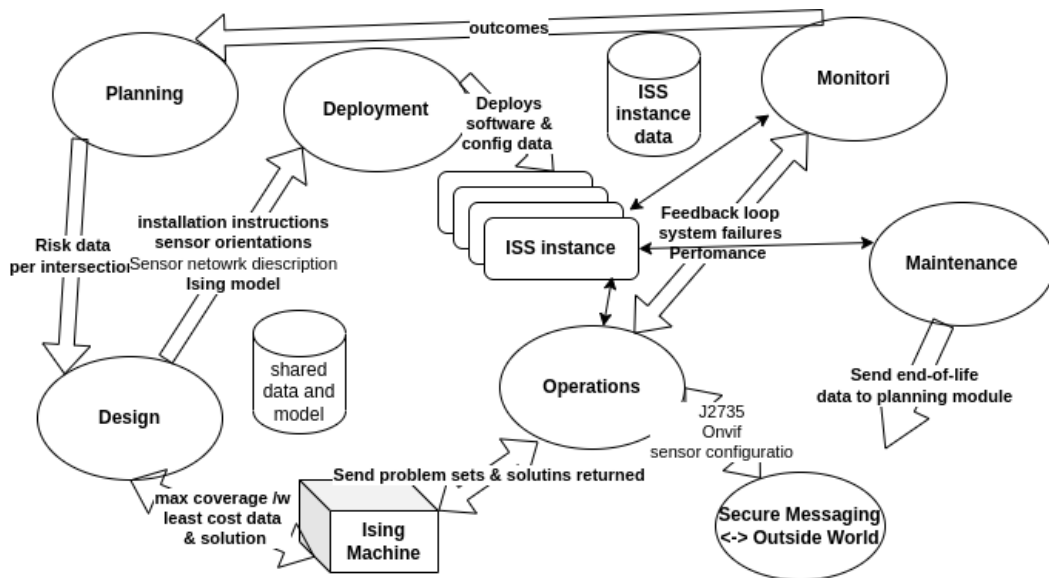 outcomes
Planning
Deployment
Deploys
software &
config data
ISS
instance
data
Monitori
Risk data
per intersection
installation instructions
sensor orientations
Sensor netowrk diescription
Ising model
ISS instance
Feedback loop
system failures
Perfomance
Maintenance
Design
shared
data and
model
Operations
Send end-of-life
data to planning module
J2735
Onvif
sensor configuratio
Send problem sets & solutins returned
max coverage /w
least cost data
& solution
Ising
Machine
Secure Messaging
<-> Outside World